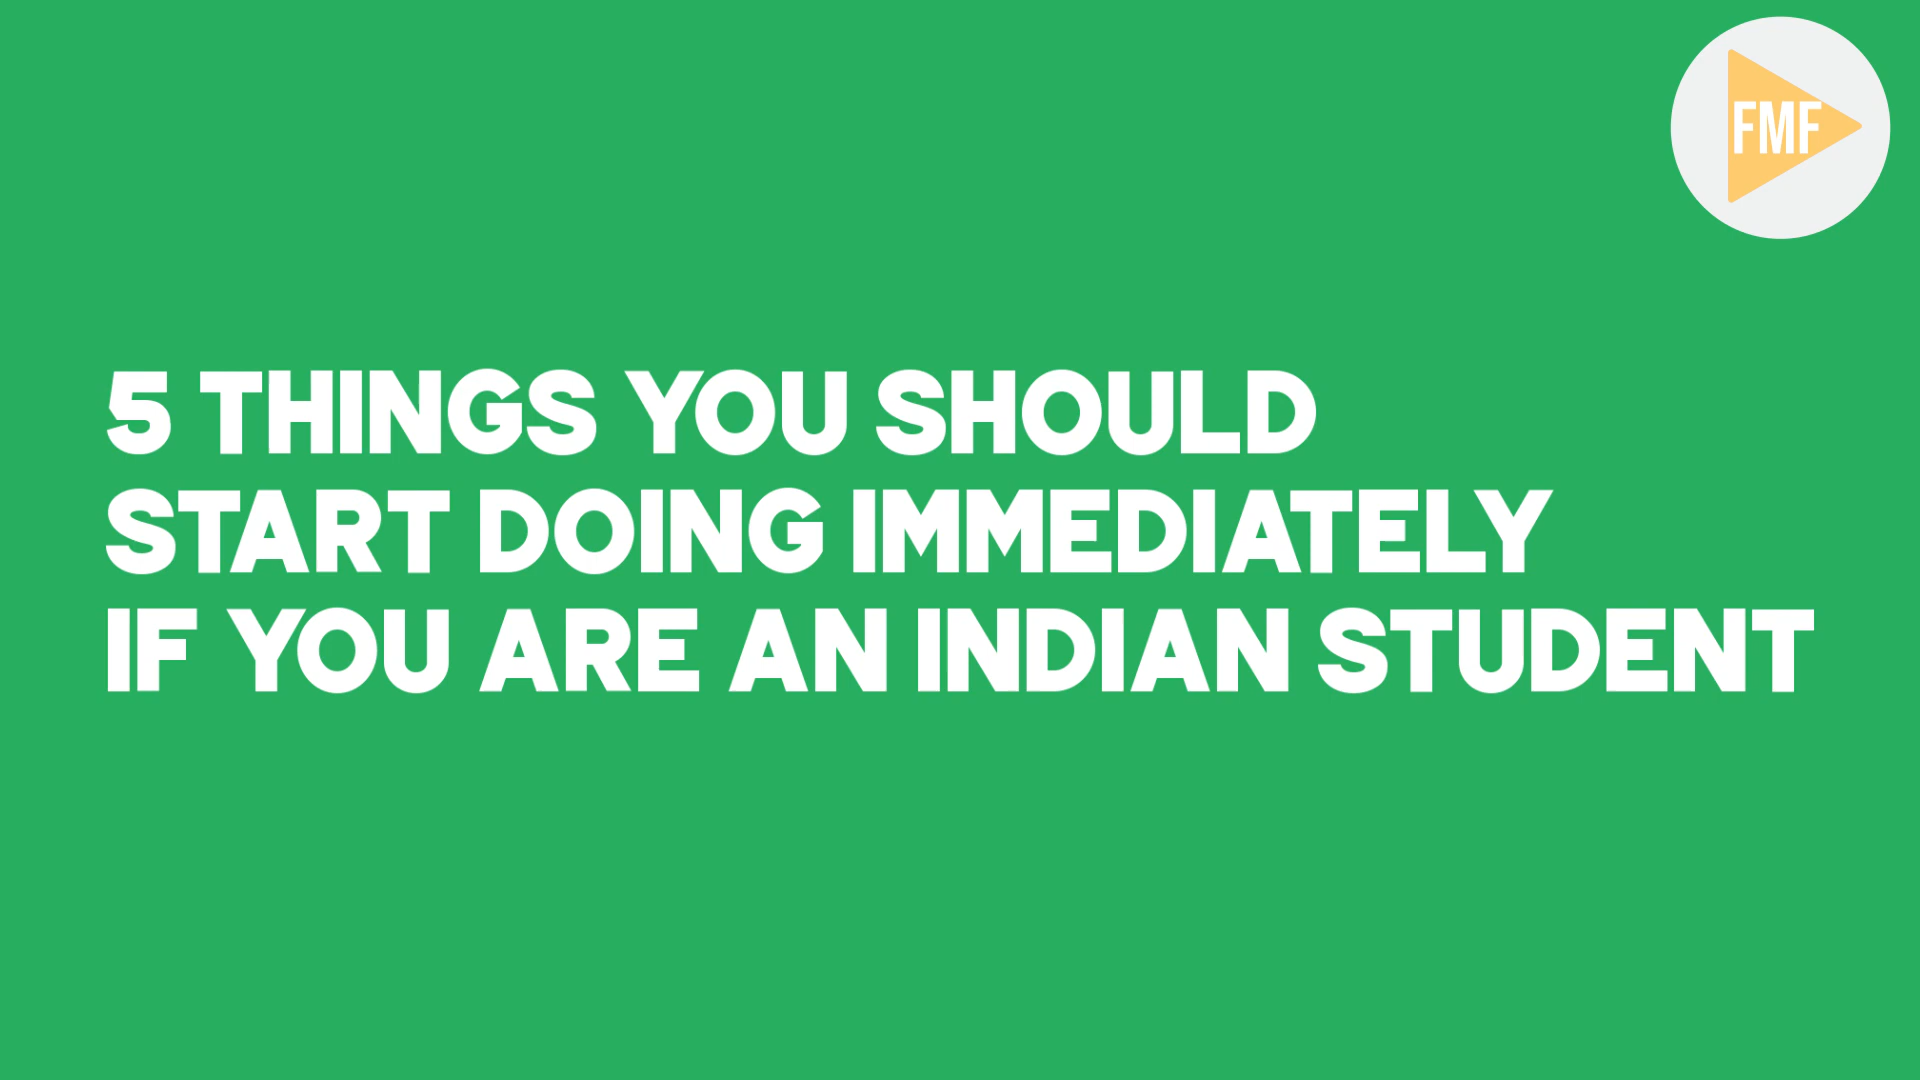 FMF
5 THINGS YOU SHOULD
START DOING IMMEDIATELY
IF YOU ARE AN INDIAN STUDENT